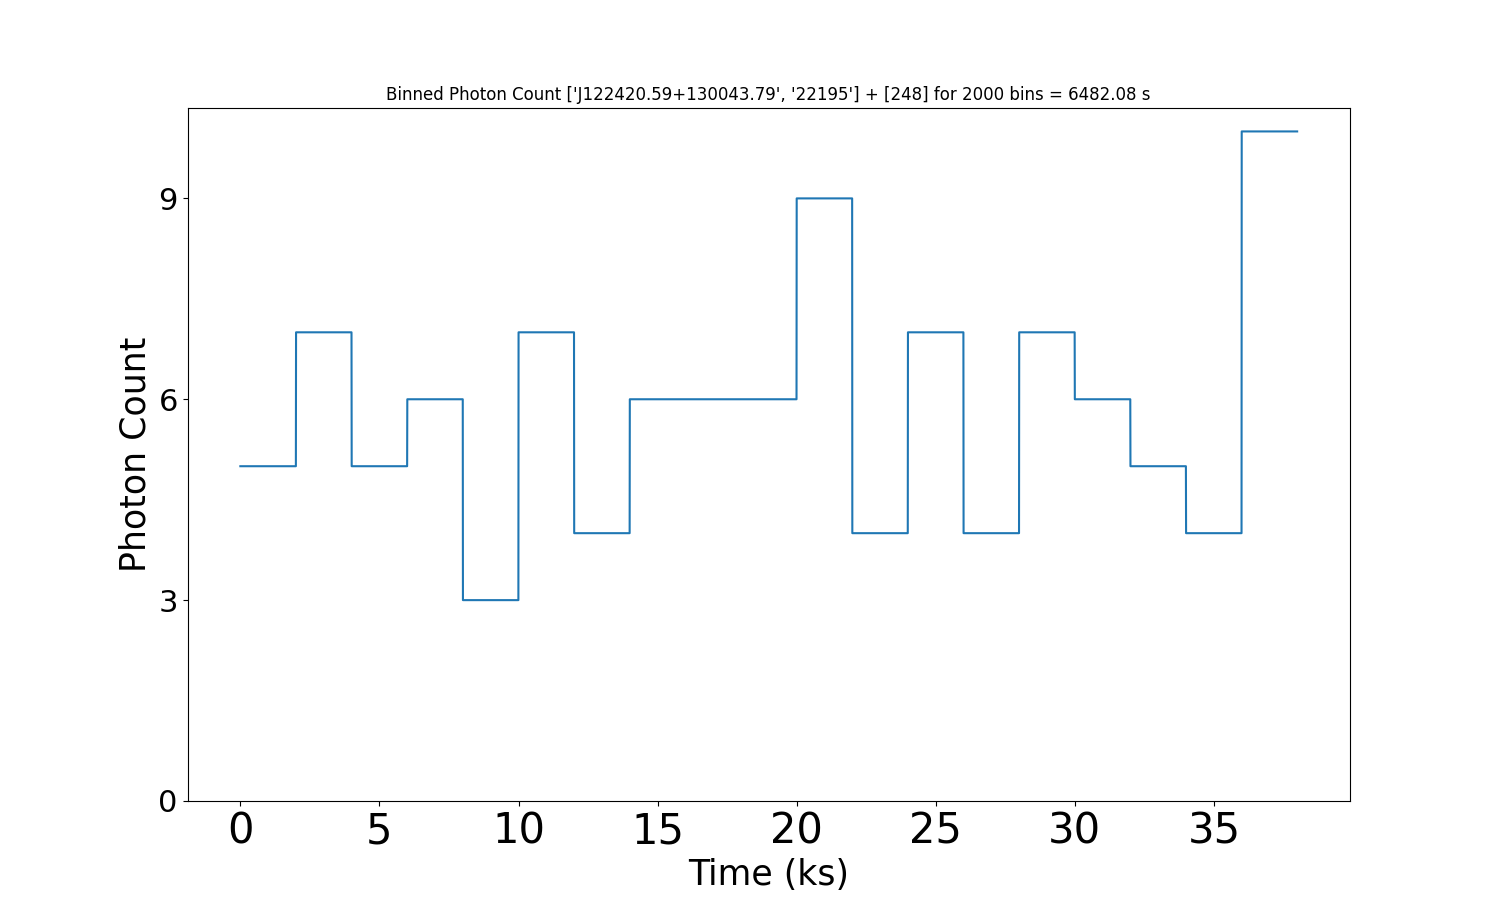 Binned Photon Count ['J122420.59+130043.79', '22195'] + [248] for 2000 bins = 6482.08 s
Photon Count
9
6
3
0
0 5 10 15 20 25 30 35
Time (ks)